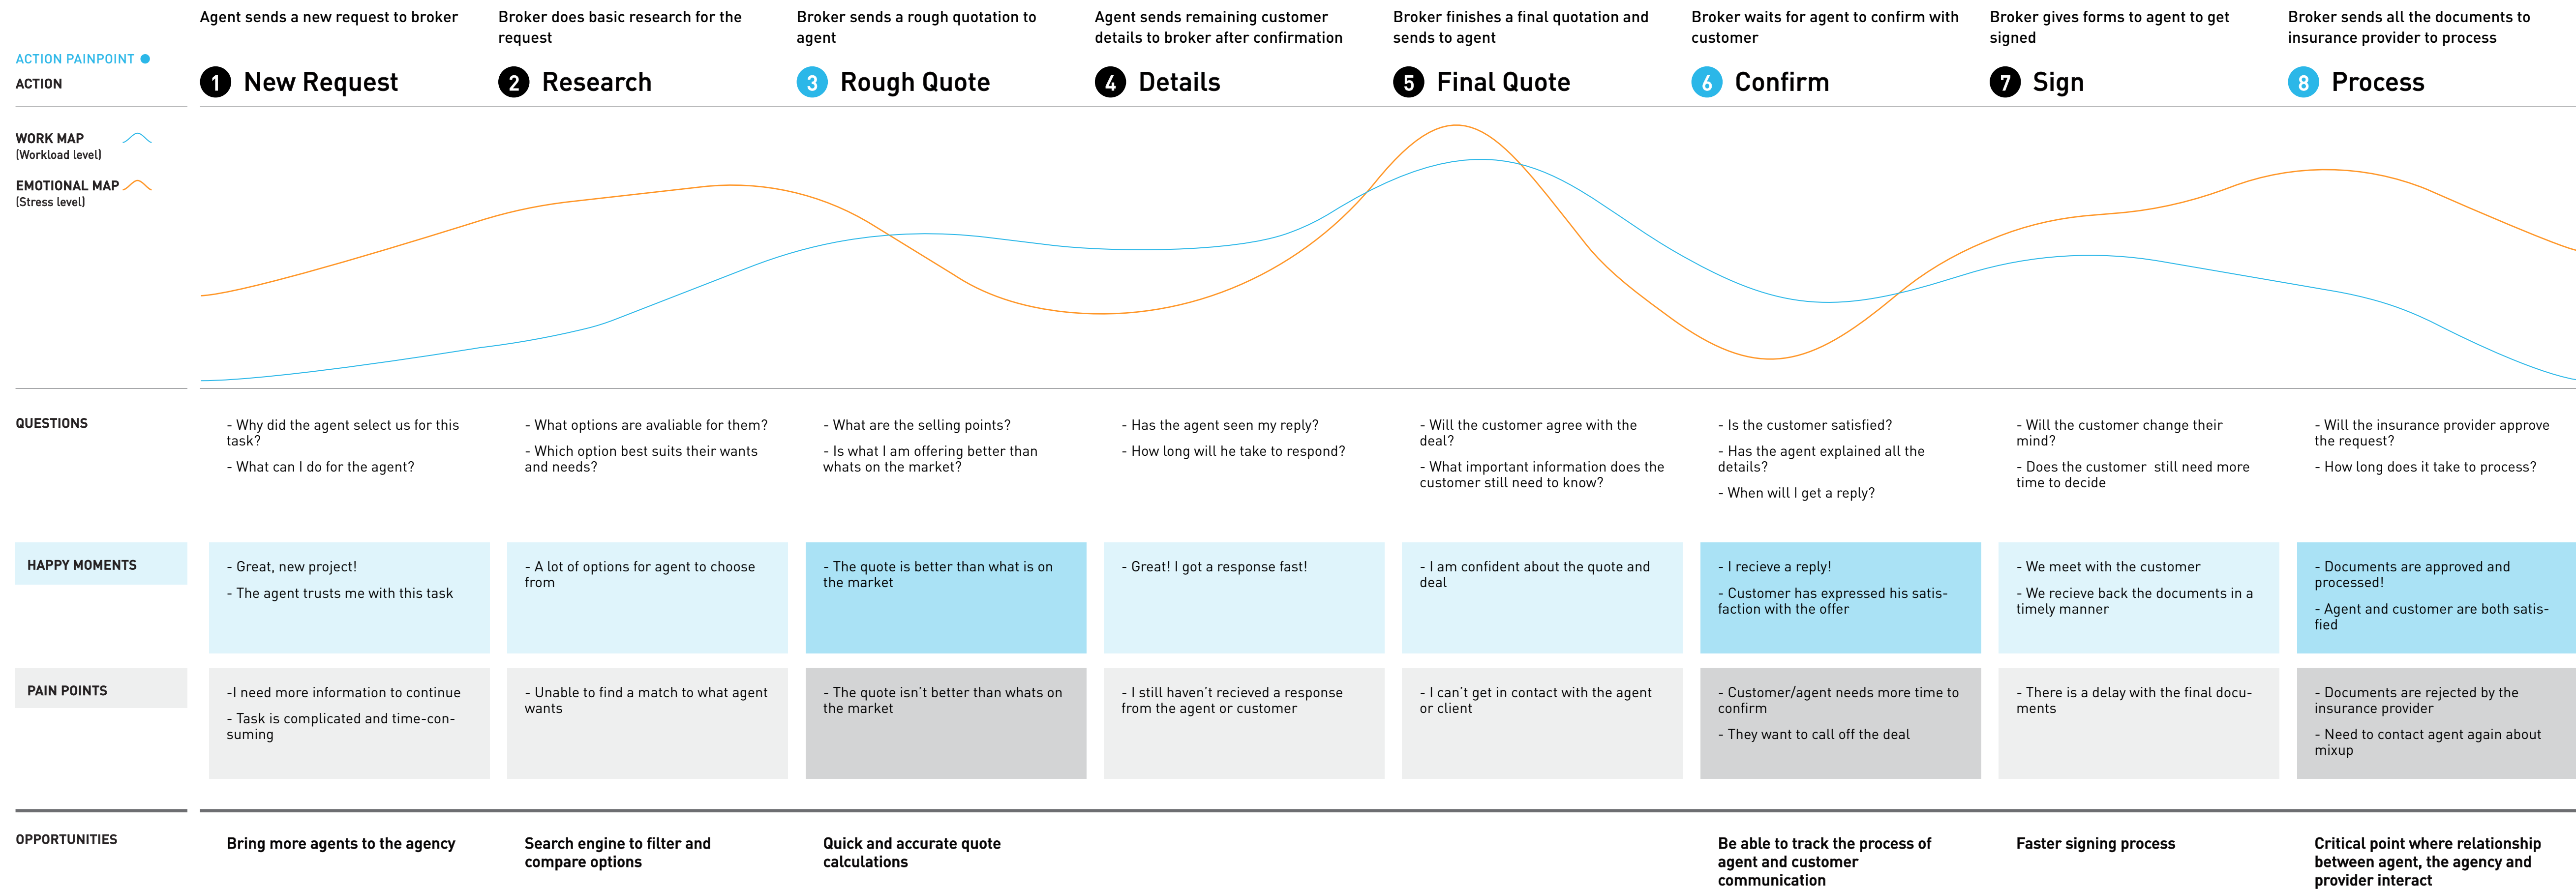 Agent sends a new request to broker
Broker does basic research for the
request
Broker sends a rough quotation to
agent
Agent sends remaining customer
details to broker after confirmation
Broker finishes a final quotation and
sends to agent
Broker waits for agent to confirm with
customer
Broker gives forms to agent to get
signed
Broker sends all the documents to
insurance provider to process
ACTION PAINPOINT
ACTION
1 New Request
2 Research
3 Rough Quote
4 Details
5 Final Quote
6 Confirm
7 Sign
8 Process
WORK MAP
(Workload level)
EMOTIONAL MAP
(Stress level)
QUESTIONS
- Why did the agent select us for this
task?
- What can I do for the agent?
- What options are avaliable for them?
- Which option best suits their wants
and needs?
- What are the selling points?
- Is what I am offering better than
whats on the market?
- Has the agent seen my reply?
- How long will he take to respond?
- Will the customer agree with the
deal?
- What important information does the
customer still need to know?
- Is the customer satisfied?
- Has the agent explained all the
details?
- When will I get a reply?
- Will the customer change their
mind?
- Does the customer  still need more
time to decide
- Will the insurance provider approve
the request?
- How long does it take to process?
HAPPY MOMENTS
- Great, new project!
- The agent trusts me with this task
- A lot of options for agent to choose
from
- The quote is better than what is on
the market
- Great! I got a response fast!
- I am confident about the quote and
deal
- I recieve a reply!
- Customer has expressed his satis-
faction with the offer
- We meet with the customer
- We recieve back the documents in a
timely manner
- Documents are approved and
processed!
- Agent and customer are both satis-
fied
PAIN POINTS
-I need more information to continue
- Task is complicated and time-con-
suming
- Unable to find a match to what agent
wants
- The quote isn't better than whats on
the market
- I still haven't recieved a response
from the agent or customer
- I can't get in contact with the agent
or client
- Customer/agent needs more time to
confirm
- They want to call off the deal
- There is a delay with the final docu-
ments
- Documents are rejected by the
insurance provider
- Need to contact agent again about
mixup
OPPORTUNITIES
Bring more agents to the agency
Search engine to filter and
compare options
Quick and accurate quote
calculations
Be able to track the process of
agent and customer
communication
Faster signing process
Critical point where relationship
between agent, the agency and
provider interact